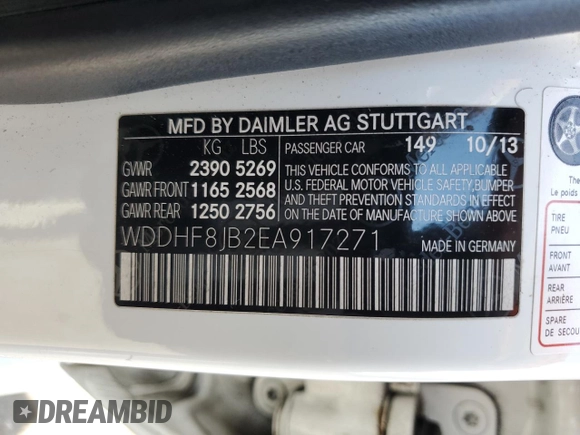 MFD BY DAIMLER AG STUTTGART
KG LBS
GVWR 2390 5269
GAWR FRONT 1165 2568
GAWR REAR 1250 2756
PASSENGER CAR 149 10/13
THIS VEHICLE CONFORMS TO ALL APPLICABLE
U.S. FEDERAL MOTOR VEHICLE SAFETY, BUMPER,
AND THEFT PREVENTION STANDARDS IN EFFECT
ON THE DATE OF MANUFACTURE SHOWN ABOVE.
WDDHF8JB2EA917271
MADE IN GERMANY
The
Le poids
TIRE
PNEU
FRONT
AVANT
REAR
ARRIÈRE
SPARE
DE SECOU
DREAMBID